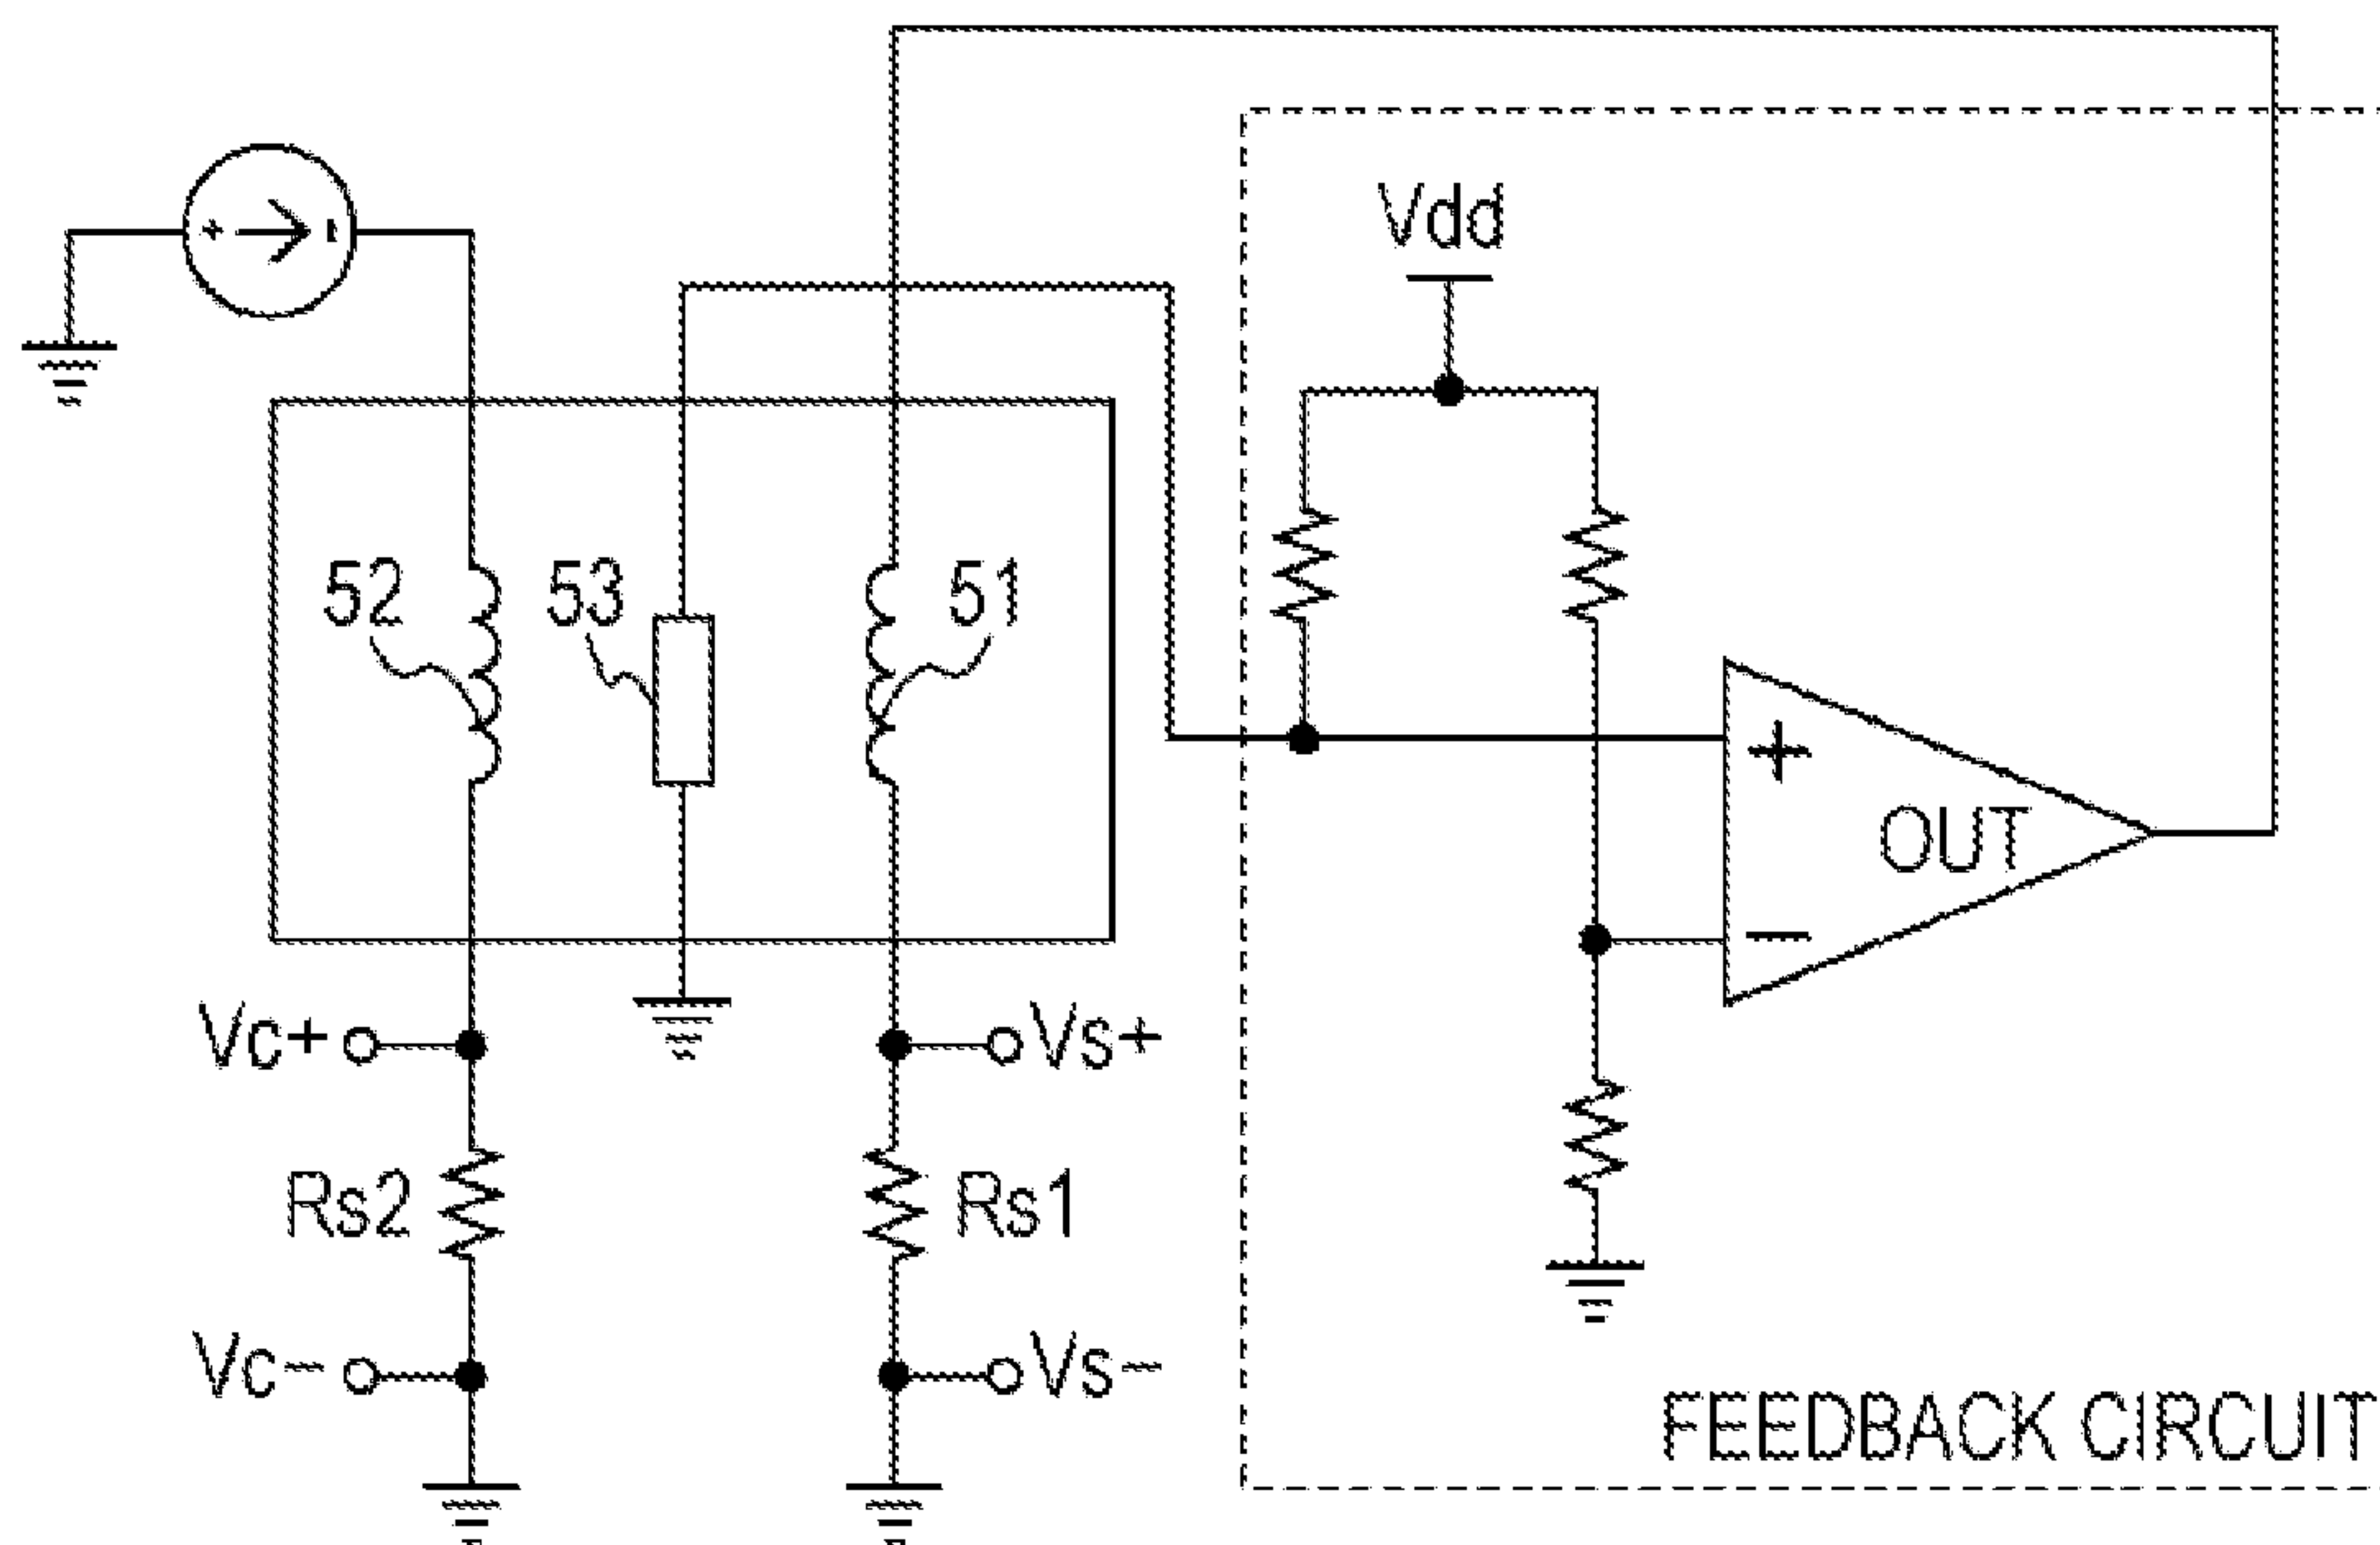 Vdd
52
53
51
+
OUT
−
Vc+
Vs+
Rs2
Rs1
Vc−
Vs−
FEEDBACK CIRCUIT